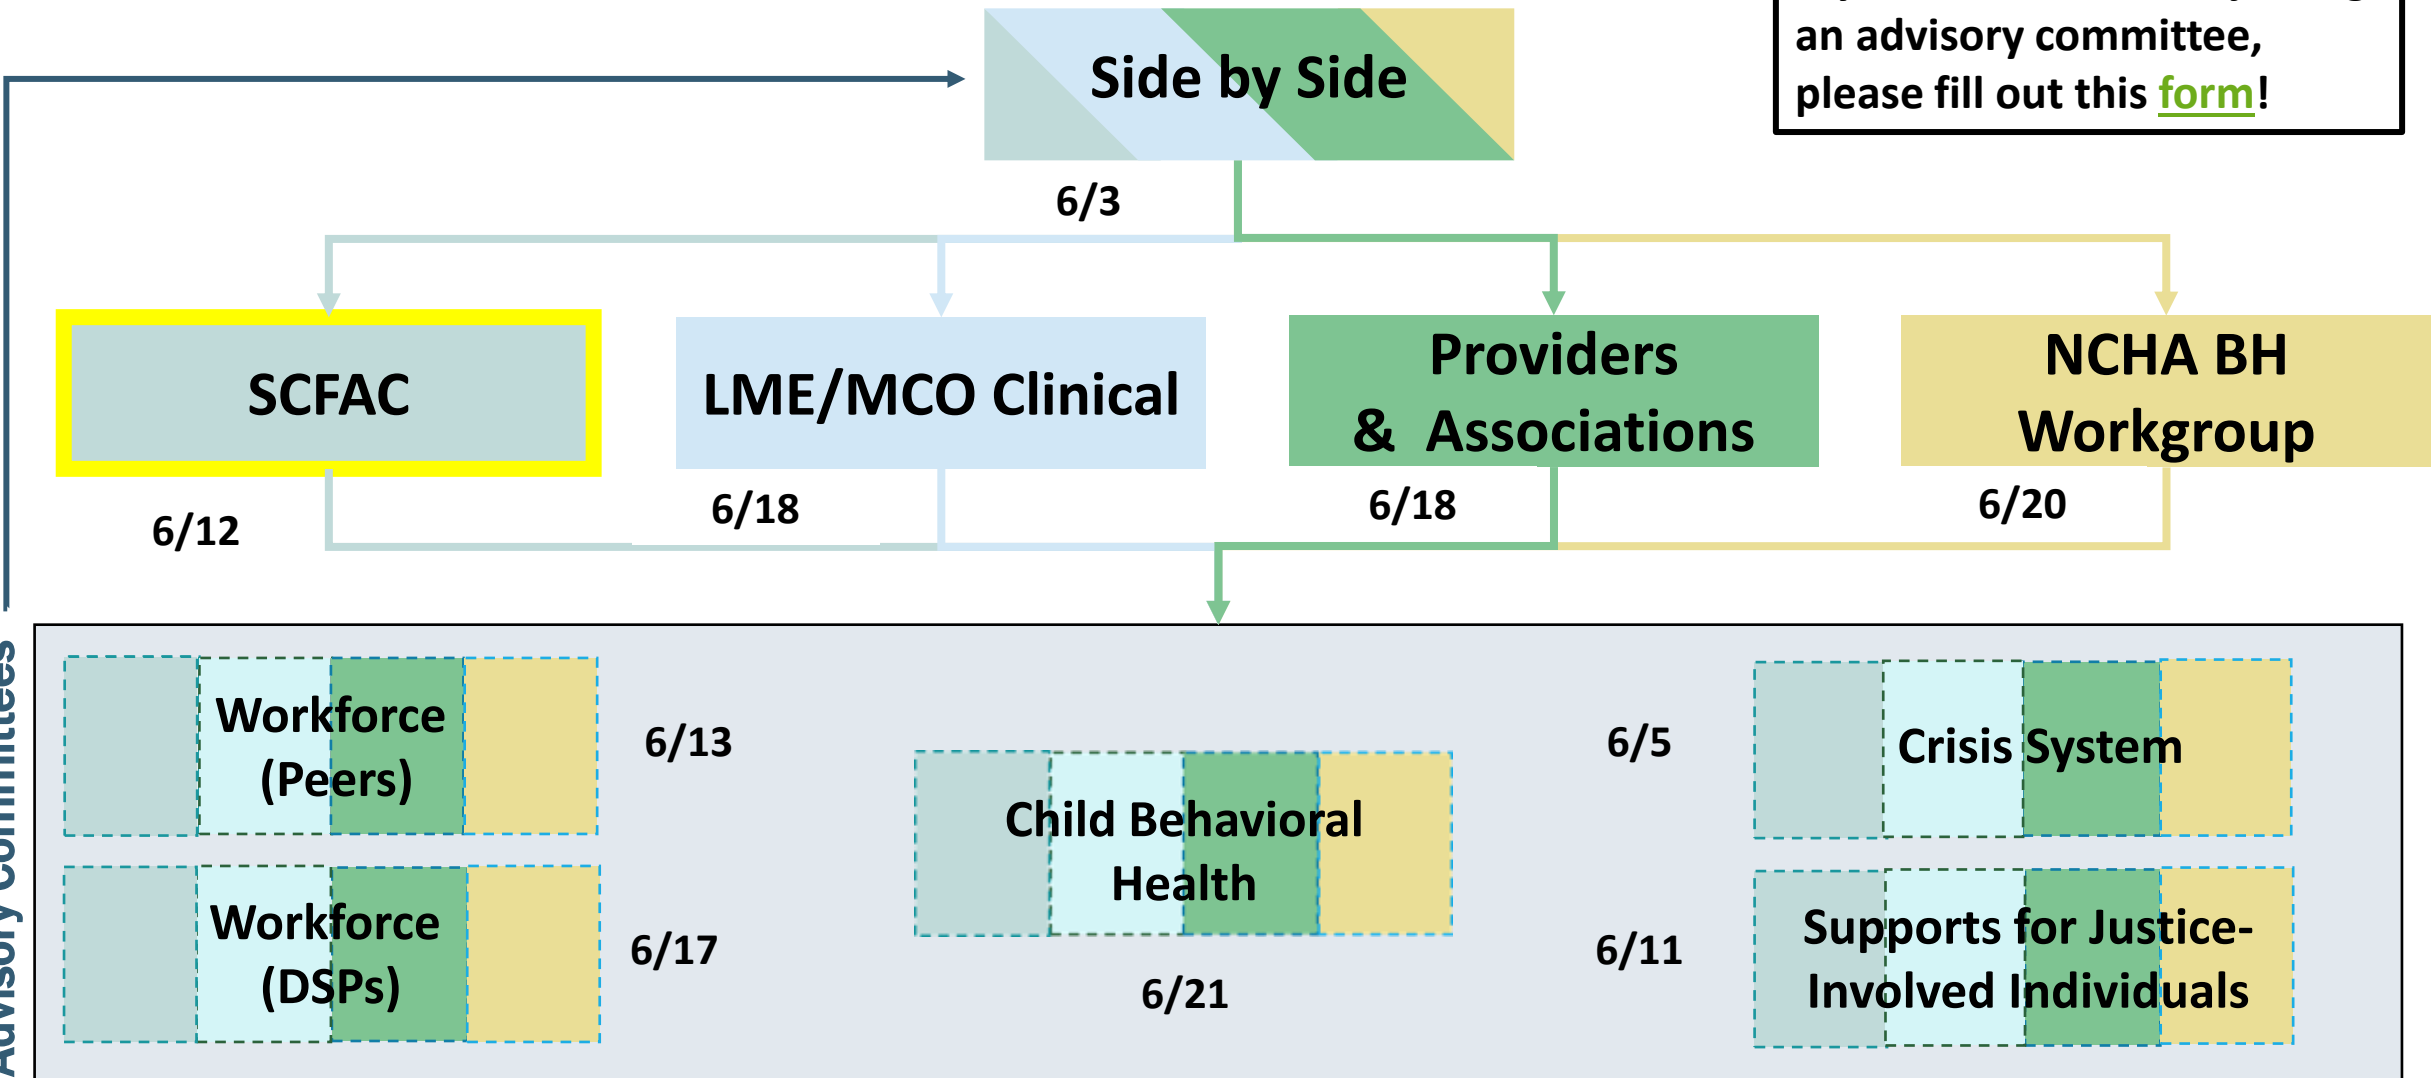 an advisory committee,
please fill out this form!
Side by Side
6/3
SCFAC
LME/MCO Clinical
Providers
& Associations
NCHA BH
Workgroup
6/12
6/18
6/18
6/20
Advisory Committees
Workforce
(Peers)
6/13
Workforce
(DSPs)
6/17
Child Behavioral
Health
6/21
6/5
Crisis System
6/11
Supports for Justice-
Involved Individuals